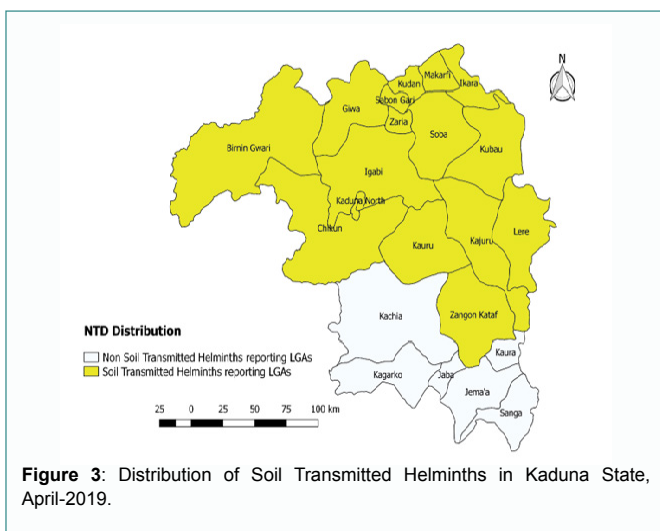 N
Makar'i
Kudan
Ikara
Sabon Gari
Giwa
Zaria
Soba
Kubau
Birnin Gwari
Igabi
Kaduna North
Chikun
Kauru
Kajuru
Lere
Kachia
Zangon Kataf
Kaura
Kagarko
Jaba
Jema'a
Sanga
NTD Distribution
Non Soil Transmitted Helminths reporting LGAs
Soil Transmitted Helminths reporting LGAs
25 0 25 50 75 100 km
Figure 3: Distribution of Soil Transmitted Helminths in Kaduna State,
April-2019.